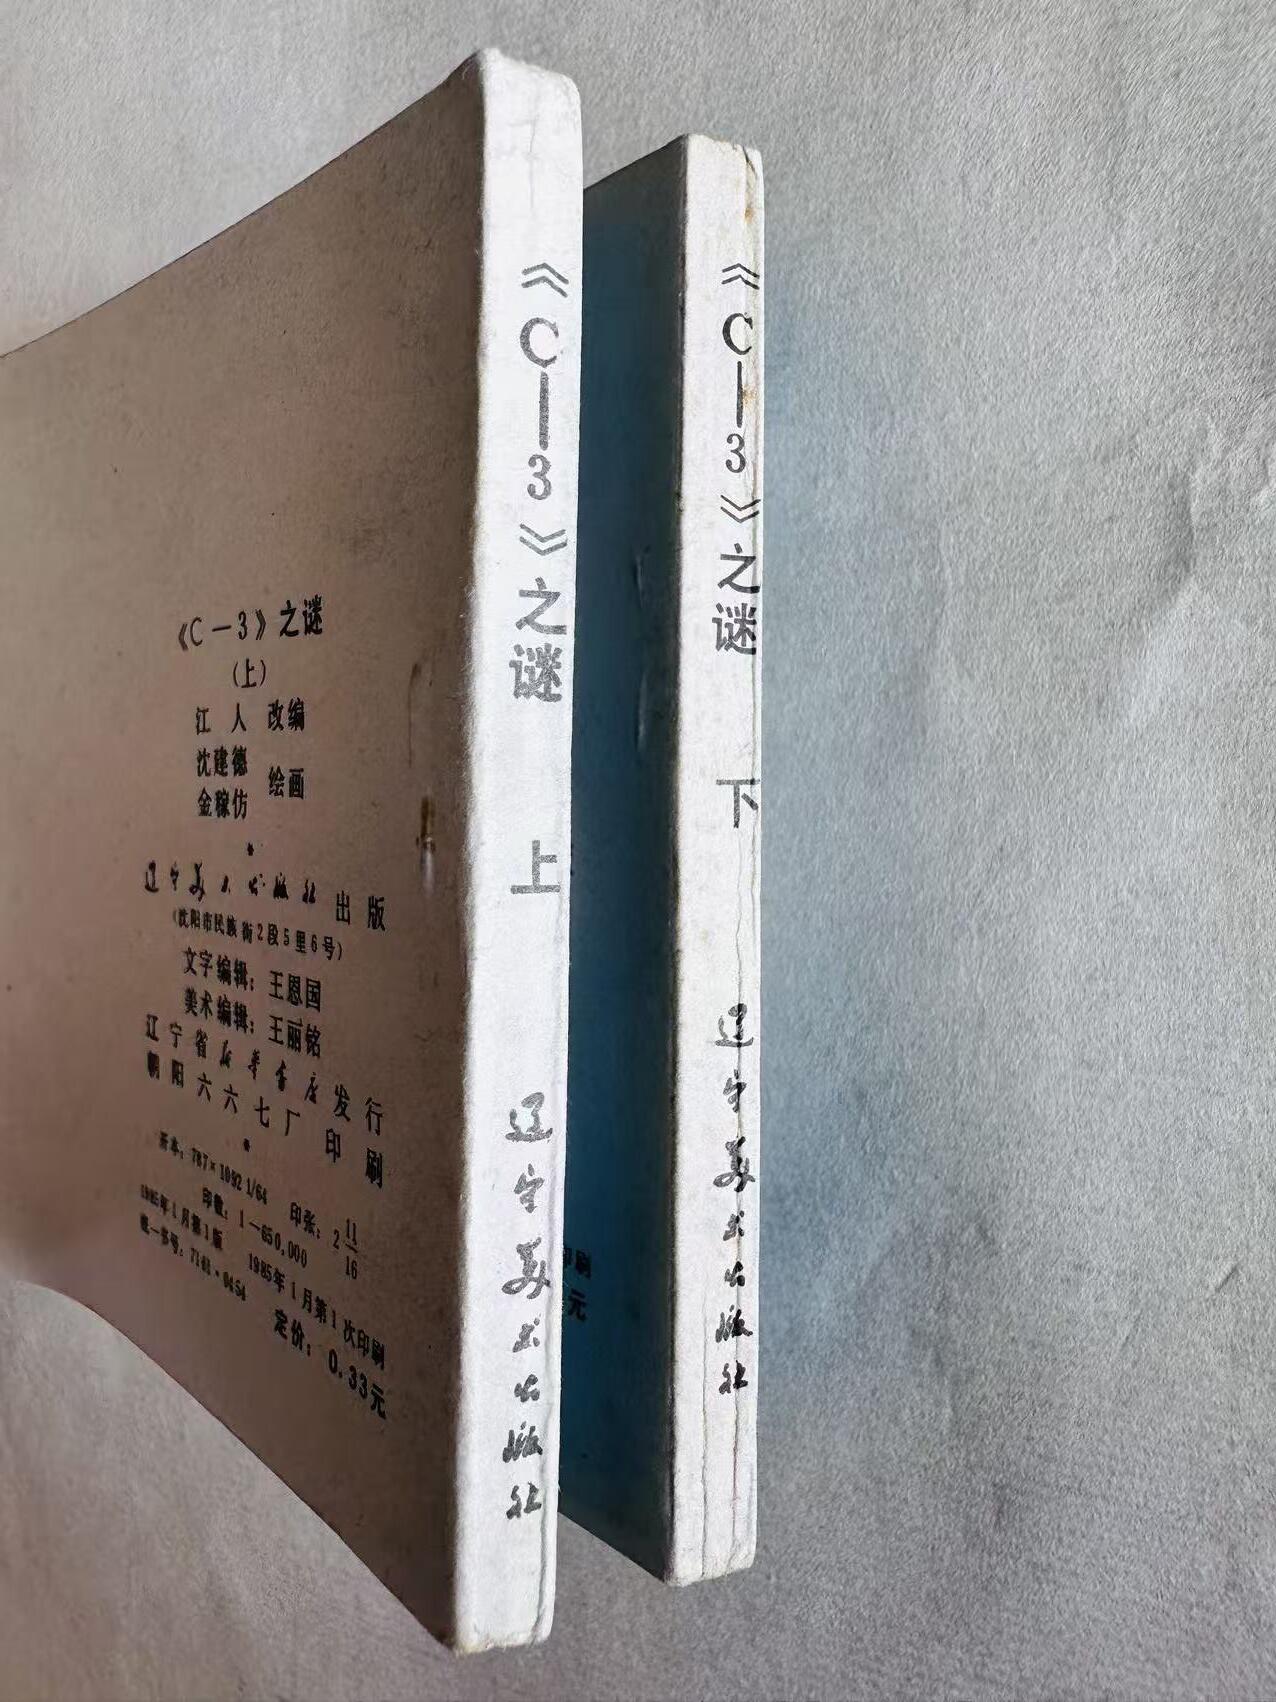 《C—3》之谜
(上)
江人 改编
沈建德
金稼仿
绘画
辽宁美术出版社出版
(沈阳市民族街2段5里6号)
文字编辑：王恩国
美术编辑：王丽铭
辽宁省新华书店发行
朝阳六六七厂印刷
开本：787×1092 1/64 印张：2 11/16
印数：1—650,000
1985年1月第1版 1985年1月第1次印刷
统一书号：7161·0454 定价：0.33元
《C—3》之谜 上 辽宁美术出版社
印刷
元
《C—3》之谜 下 辽宁美术出版社